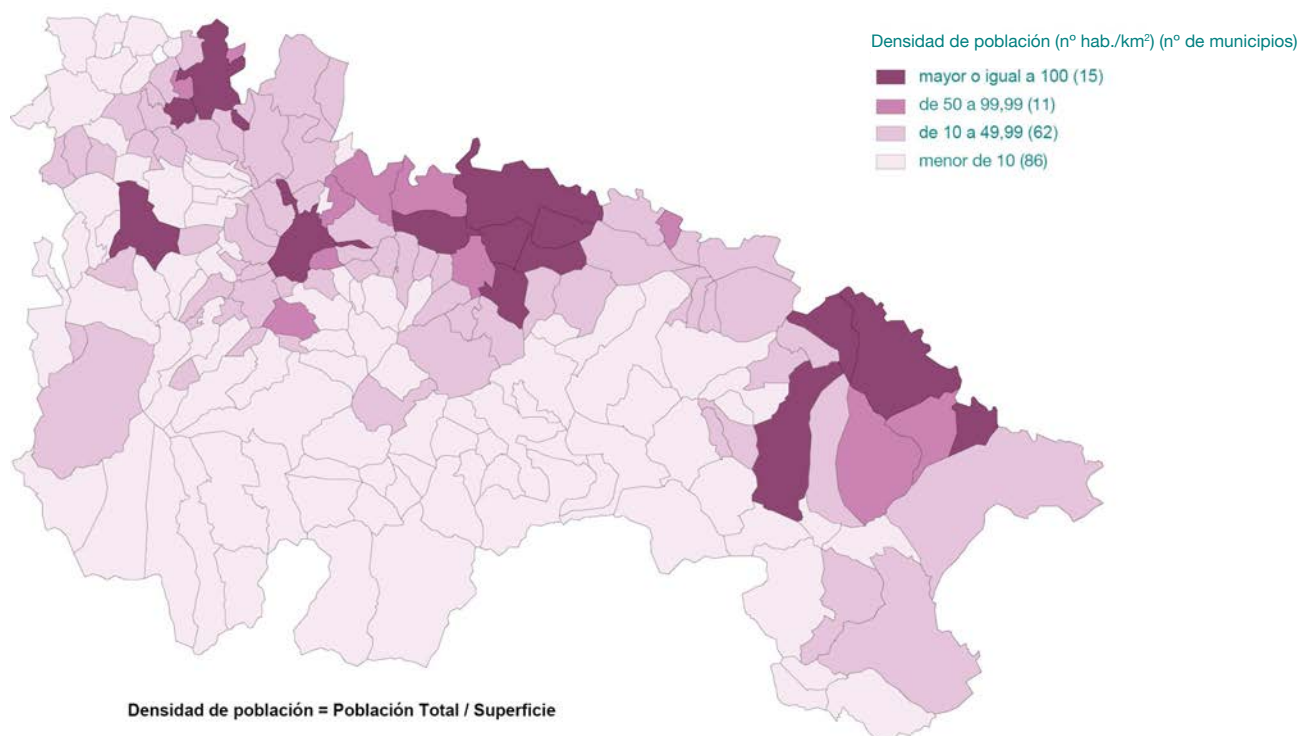 Densidad de población (nº hab./km²) (nº de municipios)
mayor o igual a 100 (15)
de 50 a 99,99 (11)
de 10 a 49,99 (62)
menor de 10 (86)
Densidad de población = Población Total / Superficie